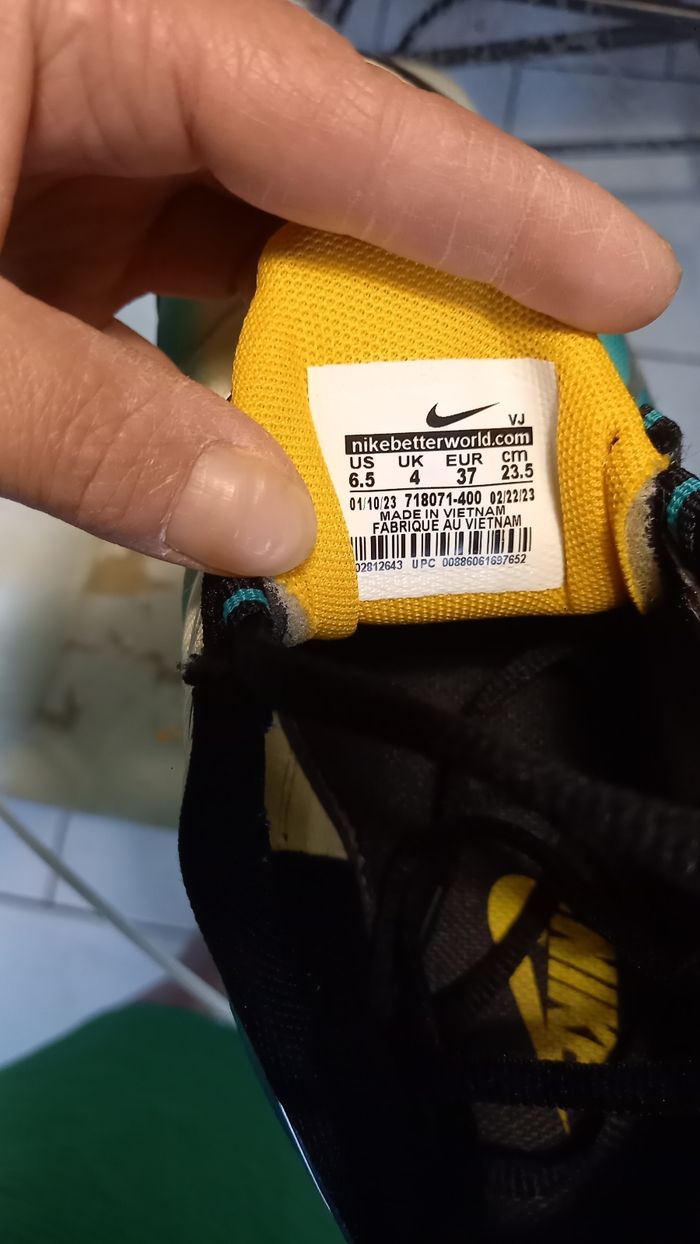 VJ
nikebetterworld.com
US UK EUR cm
6.5 4 37 23.5
01/10/23 718071-400 02/22/23
MADE IN VIETNAM
FABRIQUE AU VIETNAM
02812643 UPC 00886061697652
NIKE